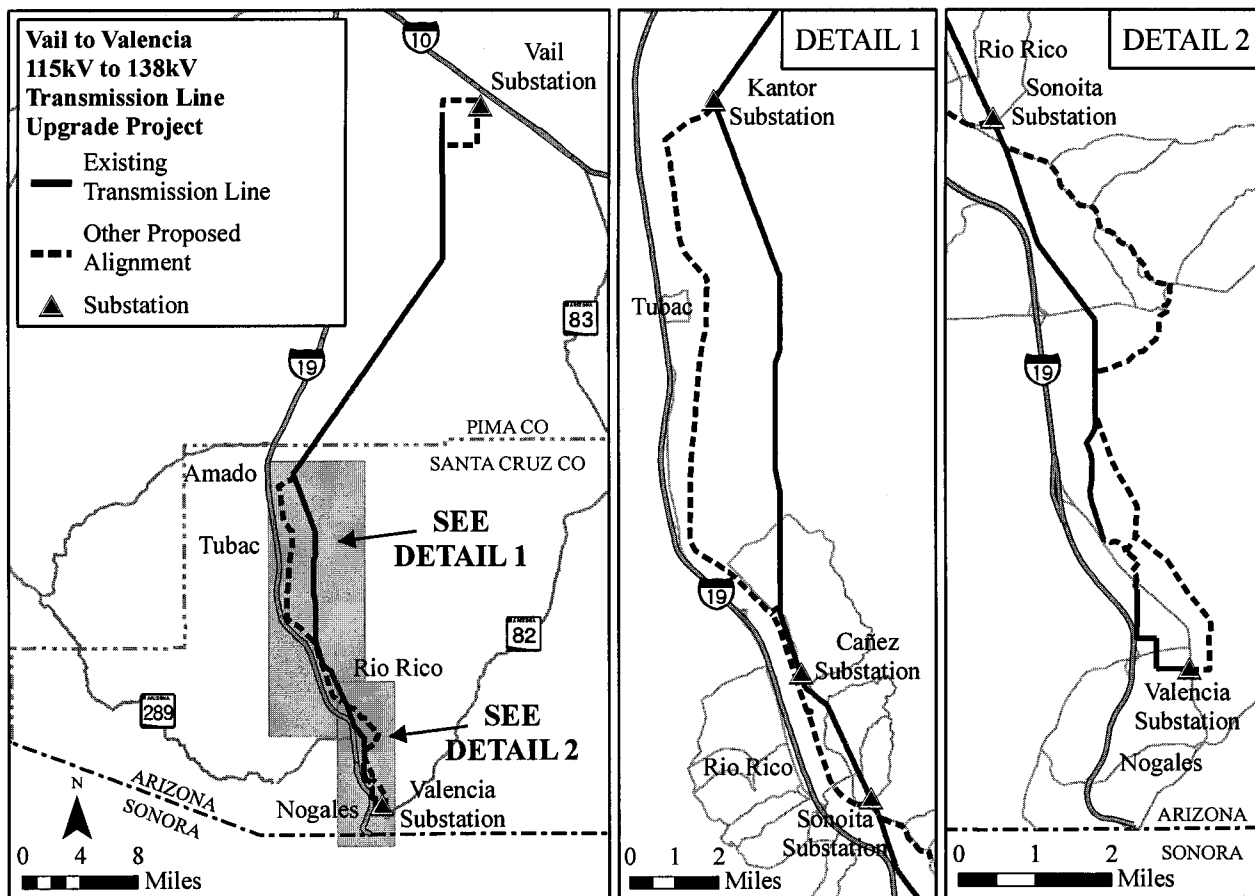 Vail to Valencia
115kV to 138kV
Transmission Line
Upgrade Project
Existing
Transmission Line
Other Proposed
Alignment
Substation
10
Vail
Substation
ARIZONA
83
19
PIMA CO
SANTA CRUZ CO
Amado
Tubac
SEE
DETAIL 1
82
Rio Rico
ARIZONA
289
SEE
DETAIL 2
N
ARIZONA
SONORA
Nogales
Valencia
Substation
0 4 8
Miles
DETAIL 1
Kantor
Substation
Tubac
19
Cañez
Substation
Rio Rico
Sonoita
Substation
0 1 2
Miles
DETAIL 2
Rio Rico
Sonoita
Substation
19
Valencia
Substation
Nogales
ARIZONA
SONORA
0 1 2
Miles